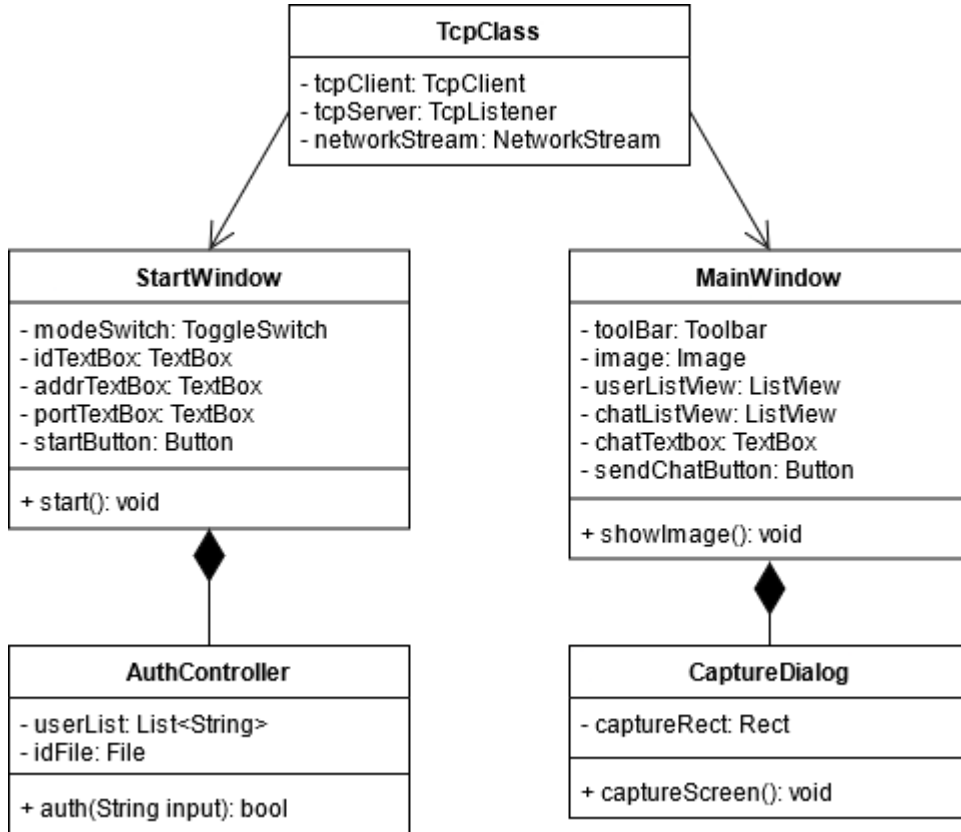 TcpClass
- tcpClient: TcpClient
- tcpServer: TcpListener
- networkStream: NetworkStream
StartWindow
- modeSwitch: ToggleSwitch
- idTextBox: TextBox
- addrTextBox: TextBox
- portTextBox: TextBox
- startButton: Button
+ start(): void
MainWindow
- toolBar: Toolbar
- image: Image
- userListView: ListView
- chatListView: ListView
- chatTextbox: TextBox
- sendChatButton: Button
+ showImage(): void
AuthController
- userList: List<String>
- idFile: File
+ auth(String input): bool
CaptureDialog
- captureRect: Rect
+ captureScreen(): void